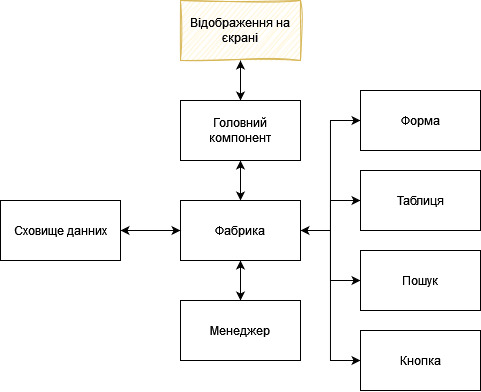 Відображення на
екрані
Головний
компонент
Форма
Таблиця
Сховище данних
Фабрика
Пошук
Менеджер
Кнопка